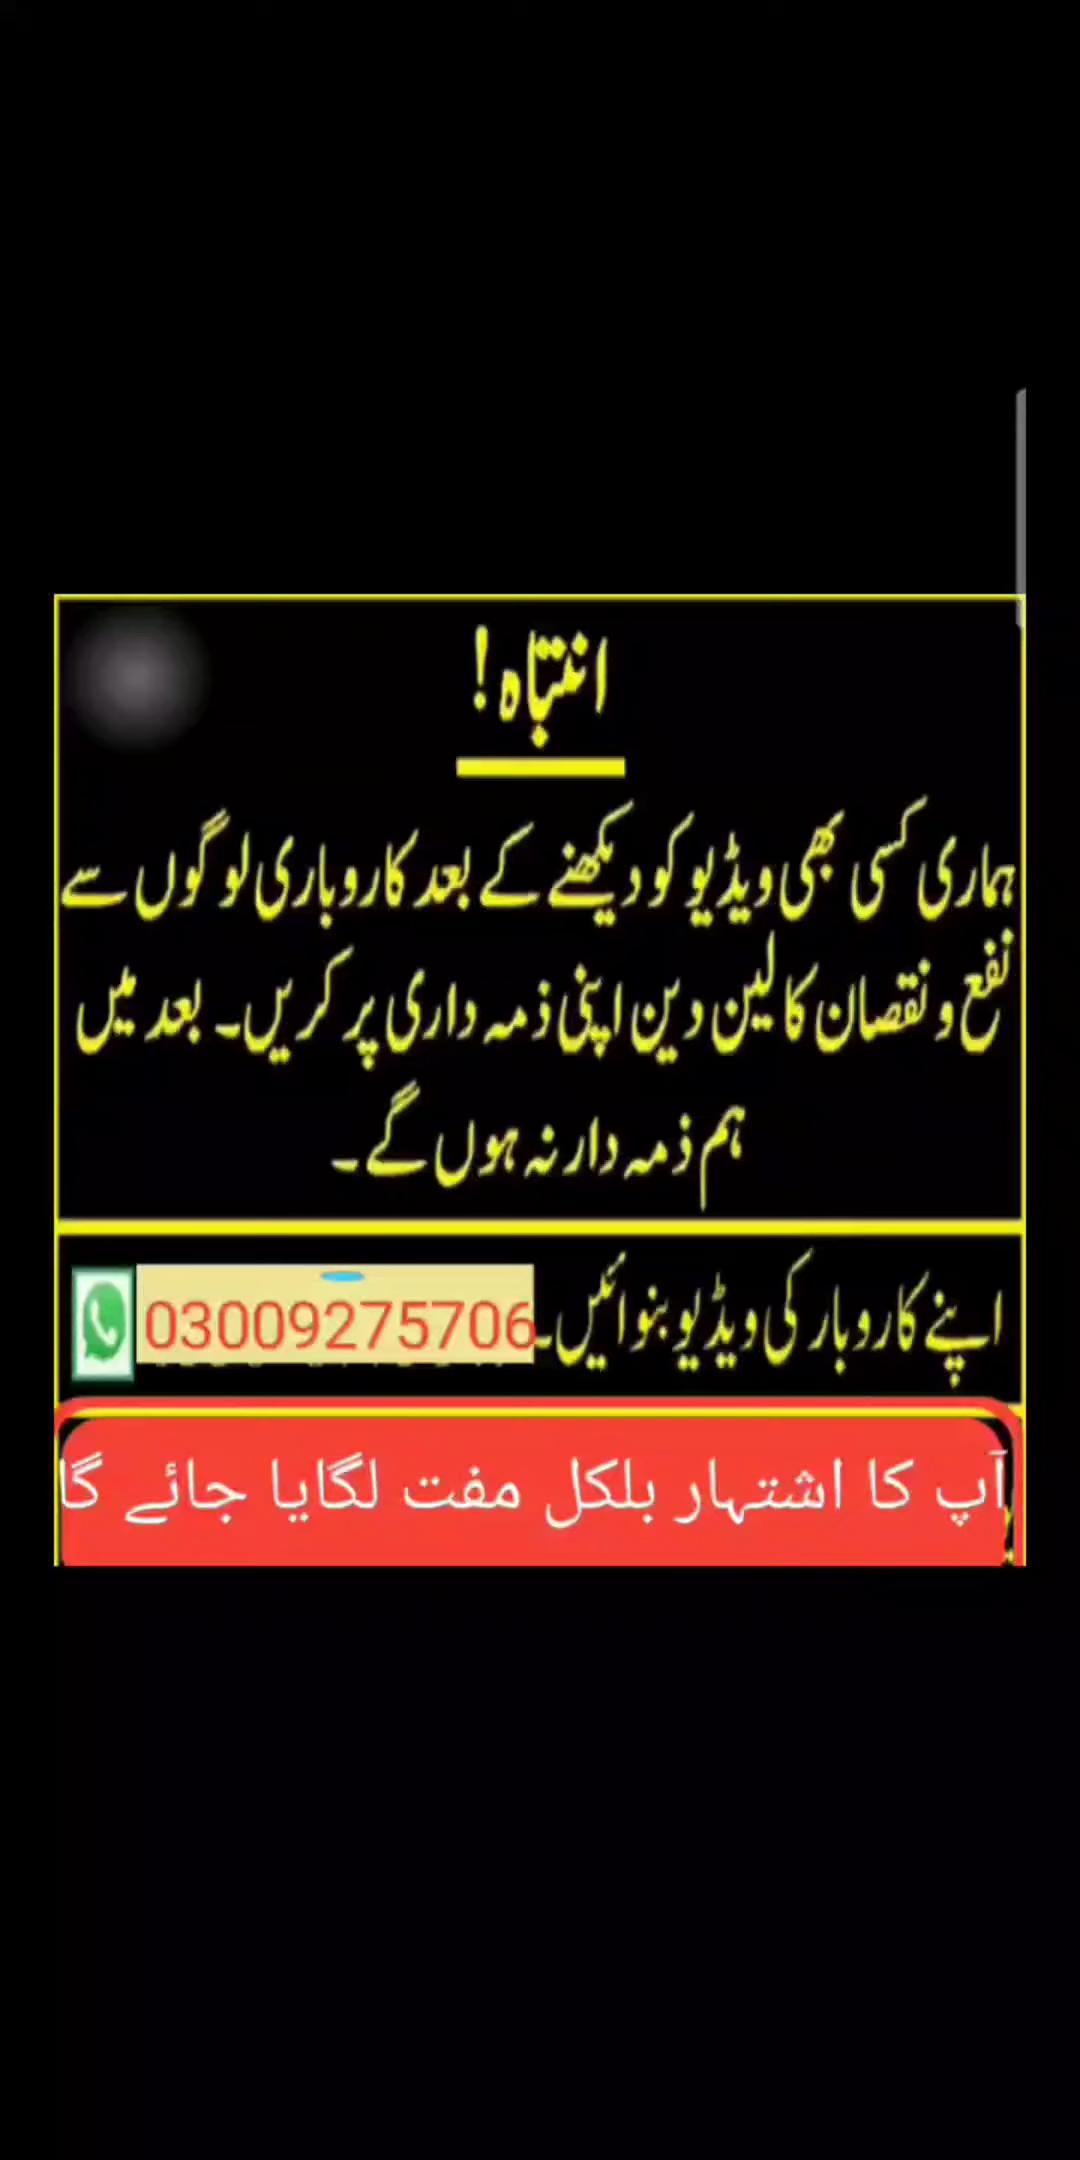 انتباہ!
ہماری کسی بھی ویڈیو کو دیکھنے کے بعد کاروباری لوگوں سے
نفع و نقصان کا لین دین اپنی ذمہ داری پر کریں۔ بعد میں
ہم ذمہ دار نہ ہوں گے۔
اپنے کاروبار کی ویڈیو بنوائیں۔ 03009275706
آپ کا اشتہار بلکل مفت لگایا جائے گا